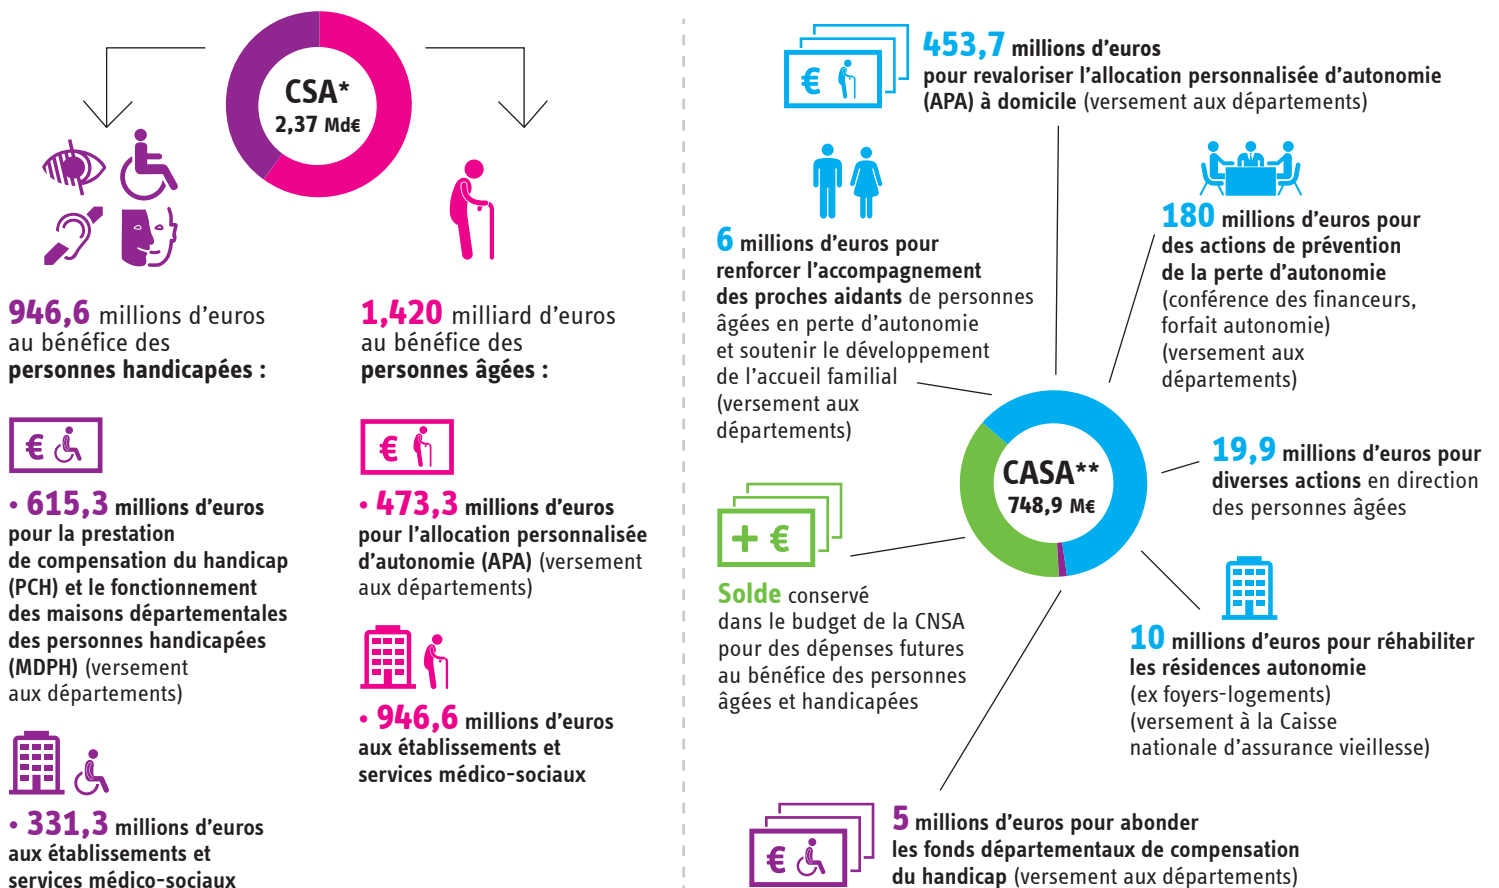 CSA*
2,37 Md€
946,6 millions d’euros
au bénéfice des
personnes handicapées :
€
• 615,3 millions d’euros
pour la prestation
de compensation du handicap
(PCH) et le fonctionnement
des maisons départementales
des personnes handicapées
(MDPH) (versement
aux départements)
• 331,3 millions d’euros
aux établissements et
services médico-sociaux
1,420 milliard d’euros
au bénéfice des
personnes âgées :
€
• 473,3 millions d’euros
pour l’allocation personnalisée
d’autonomie (APA) (versement
aux départements)
• 946,6 millions d’euros
aux établissements et
services médico-sociaux
€
453,7 millions d’euros
pour revaloriser l’allocation personnalisée d’autonomie
(APA) à domicile (versement aux départements)
6 millions d’euros pour
renforcer l’accompagnement
des proches aidants de personnes
âgées en perte d’autonomie
et soutenir le développement
de l’accueil familial
(versement aux
départements)
180 millions d’euros pour
des actions de prévention
de la perte d’autonomie
(conférence des financeurs,
forfait autonomie)
(versement aux
départements)
CASA**
748,9 M€
19,9 millions d’euros pour
diverses actions en direction
des personnes âgées
+ €
Solde conservé
dans le budget de la CNSA
pour des dépenses futures
au bénéfice des personnes
âgées et handicapées
10 millions d’euros pour réhabiliter
les résidences autonomie
(ex foyers-logements)
(versement à la Caisse
nationale d’assurance vieillesse)
€
5 millions d’euros pour abonder
les fonds départementaux de compensation
du handicap (versement aux départements)